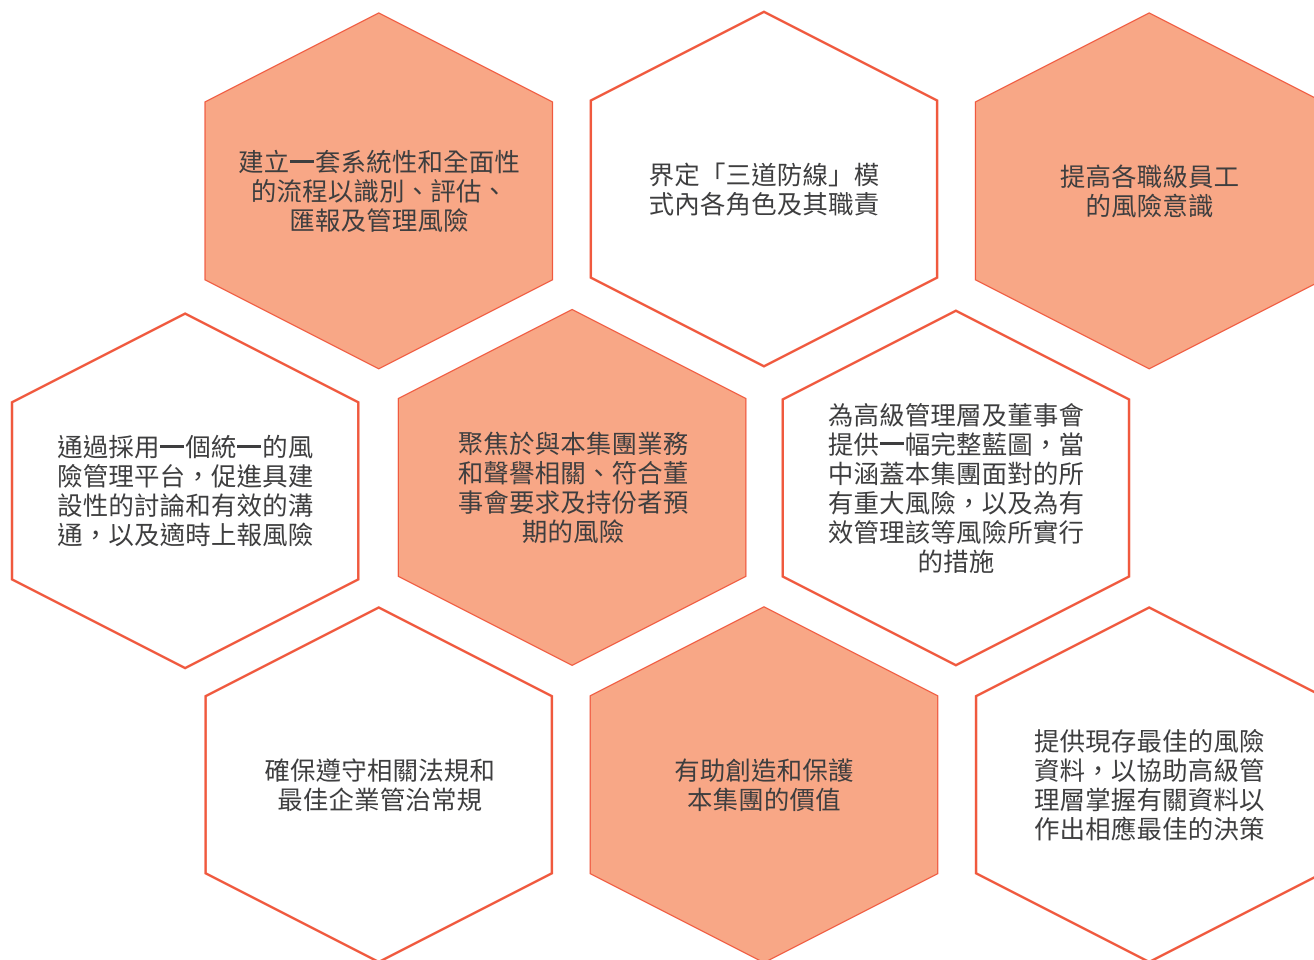 建立一套系統性和全面性
的流程以識別、評估、
匯報及管理風險
界定「三道防線」模
式內各角色及其職責
提高各職級員工
的風險意識
通過採用一個統一的風
險管理平台，促進具建
設性的討論和有效的溝
通，以及適時上報風險
聚焦於與本集團業務
和聲譽相關、符合董
事會要求及持份者預
期的風險
為高級管理層及董事會
提供一幅完整藍圖，當
中涵蓋本集團面對的所
有重大風險，以及為有
效管理該等風險所實行
的措施
確保遵守相關法規和
最佳企業管治常規
有助創造和保護
本集團的價值
提供現存最佳的風險
資料，以協助高級管
理層掌握有關資料以
作出相應最佳的決策